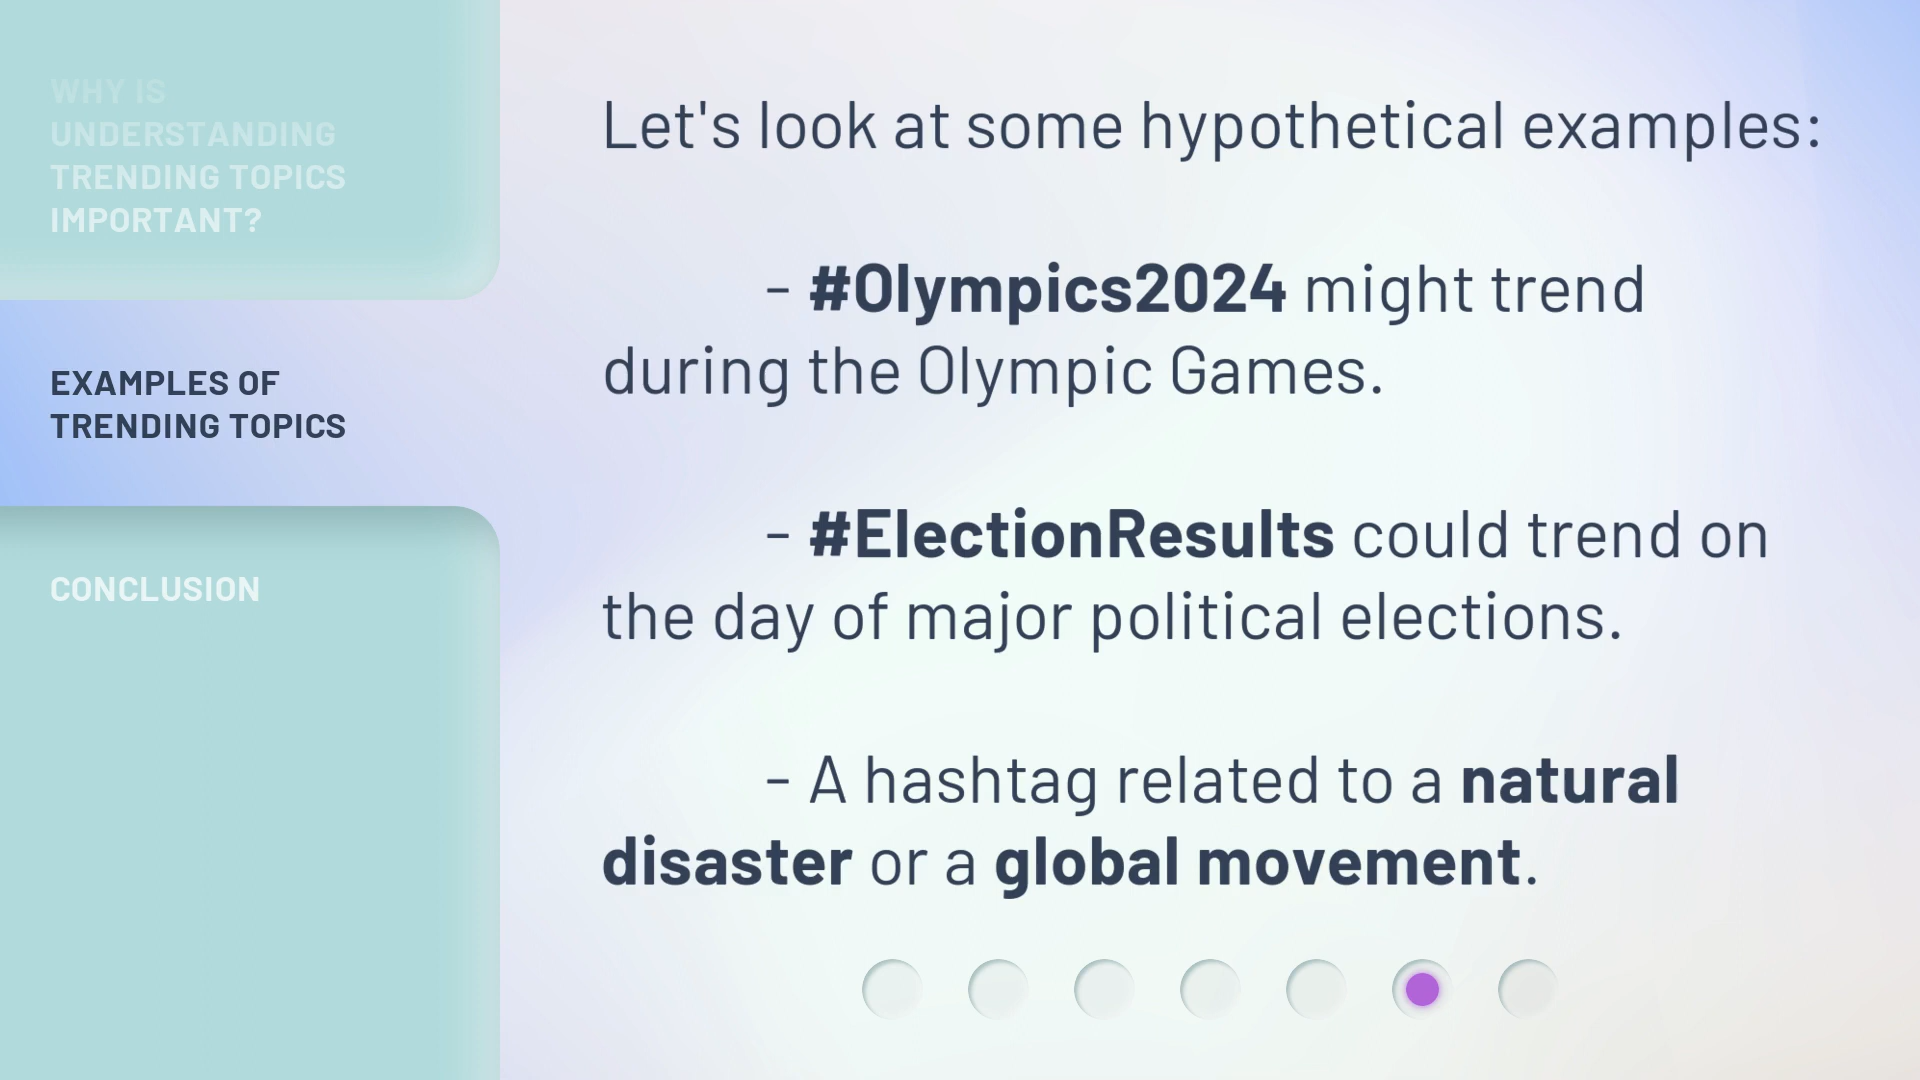 WHY IS
UNDERSTANDING
TRENDING TOPICS
IMPORTANT?
EXAMPLES OF
TRENDING TOPICS
CONCLUSION
Let's look at some hypothetical examples:
- #Olympics2024 might trend
during the Olympic Games.
- #ElectionResults could trend on
the day of major political elections.
- A hashtag related to a natural
disaster or a global movement.